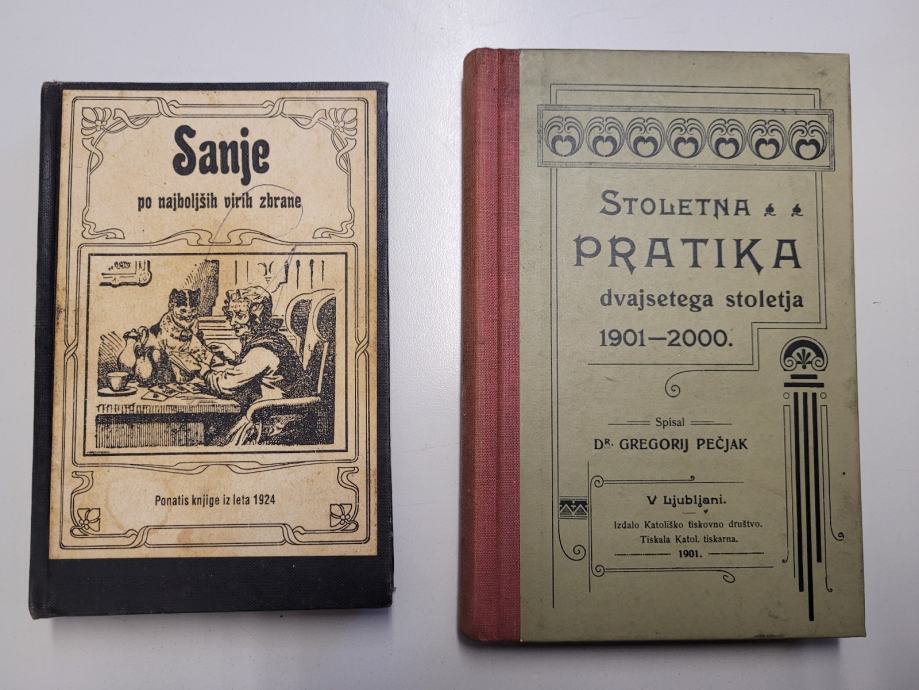 Sanje
po najboljših virih zbrane
Ponatis knjige iz leta 1924
STOLETNA
PRATIKA
dvajsetega stoletja
1901—2000.
Spisal
DR. GREGORIJ PEČJAK
V Ljubljani.
Izdalo Katoliško tiskovno društvo.
Tiskala Katol. tiskarna.
1901.